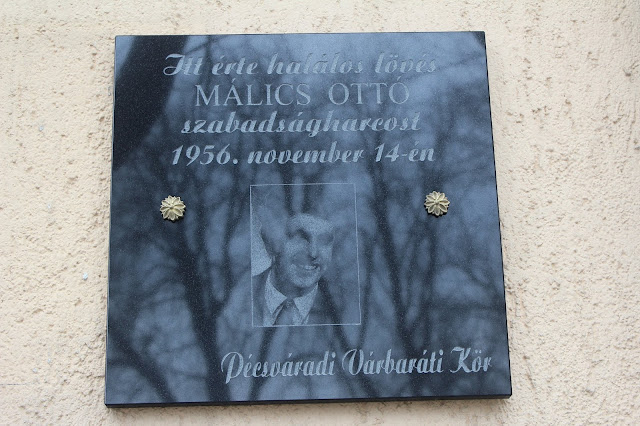 Itt érte halálos lövés
MÁLICS OTTÓ
szabadságharcost
1956. november 14-én
Pécsváradi Várbaráti Kör